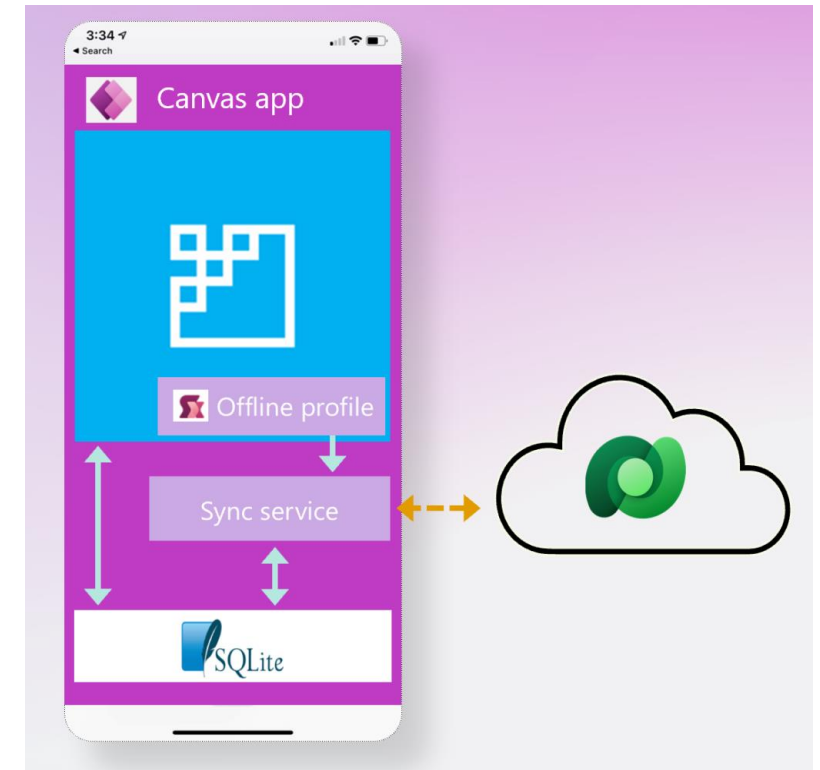 3:34
Search
Canvas app
Offline profile
Sync service
SQLite